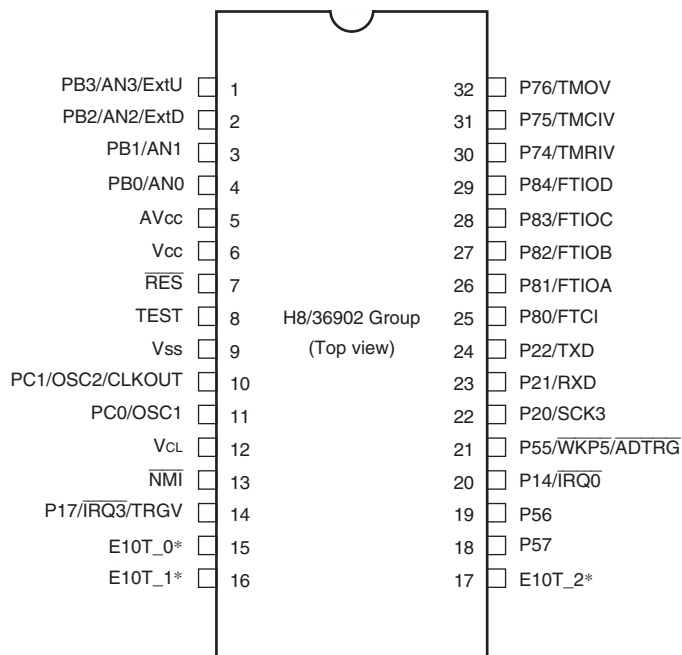 PB3/AN3/ExtU 1 32 P76/TMOV
PB2/AN2/ExtD 2 31 P75/TMCIV
PB1/AN1 3 30 P74/TMRIV
PB0/AN0 4 29 P84/FTIOD
AVcc 5 28 P83/FTIOC
Vcc 6 27 P82/FTIOB
RES 7 26 P81/FTIOA
TEST 8 H8/36902 Group 25 P80/FTCI
Vss 9 (Top view) 24 P22/TXD
PC1/OSC2/CLKOUT 10 23 P21/RXD
PC0/OSC1 11 22 P20/SCK3
VCL 12 21 P55/WKP5/ADTRG
NMI 13 20 P14/IRQ0
P17/IRQ3/TRGV 14 19 P56
E10T_0* 15 18 P57
E10T_1* 16 17 E10T_2*